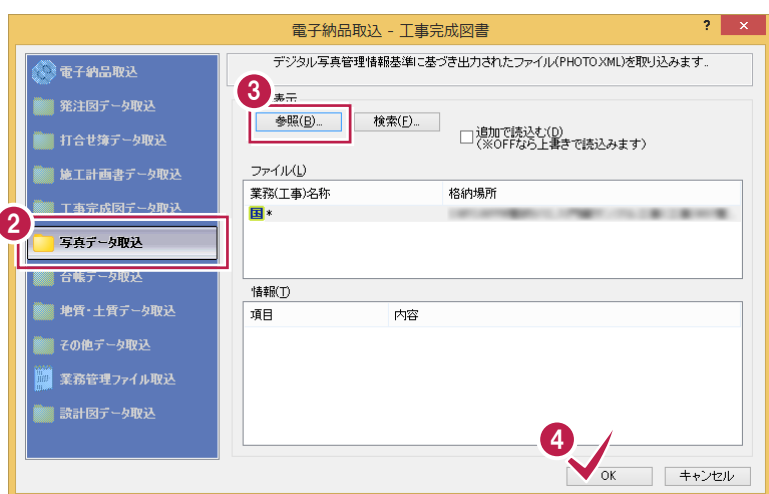 電子納品取込 - 工事完成図書
? ×
電子納品取込
発注図データ取込
打合せ簿データ取込
施工計画書データ取込
工事完成図データ取込
2
写真データ取込
台帳データ取込
地質・土質データ取込
その他データ取込
業務管理ファイル取込
設計図データ取込
デジタル写真管理情報基準に基づき出力されたファイル(PHOTO.XML)を取り込みます。
3
表示
参照(B)...
検索(F)...
追加で読込む(D)
(※OFFなら上書きで読込みます)
ファイル(L)
業務(工事)名称 格納場所
*
情報(T)
項目 内容
4
OK
キャンセル